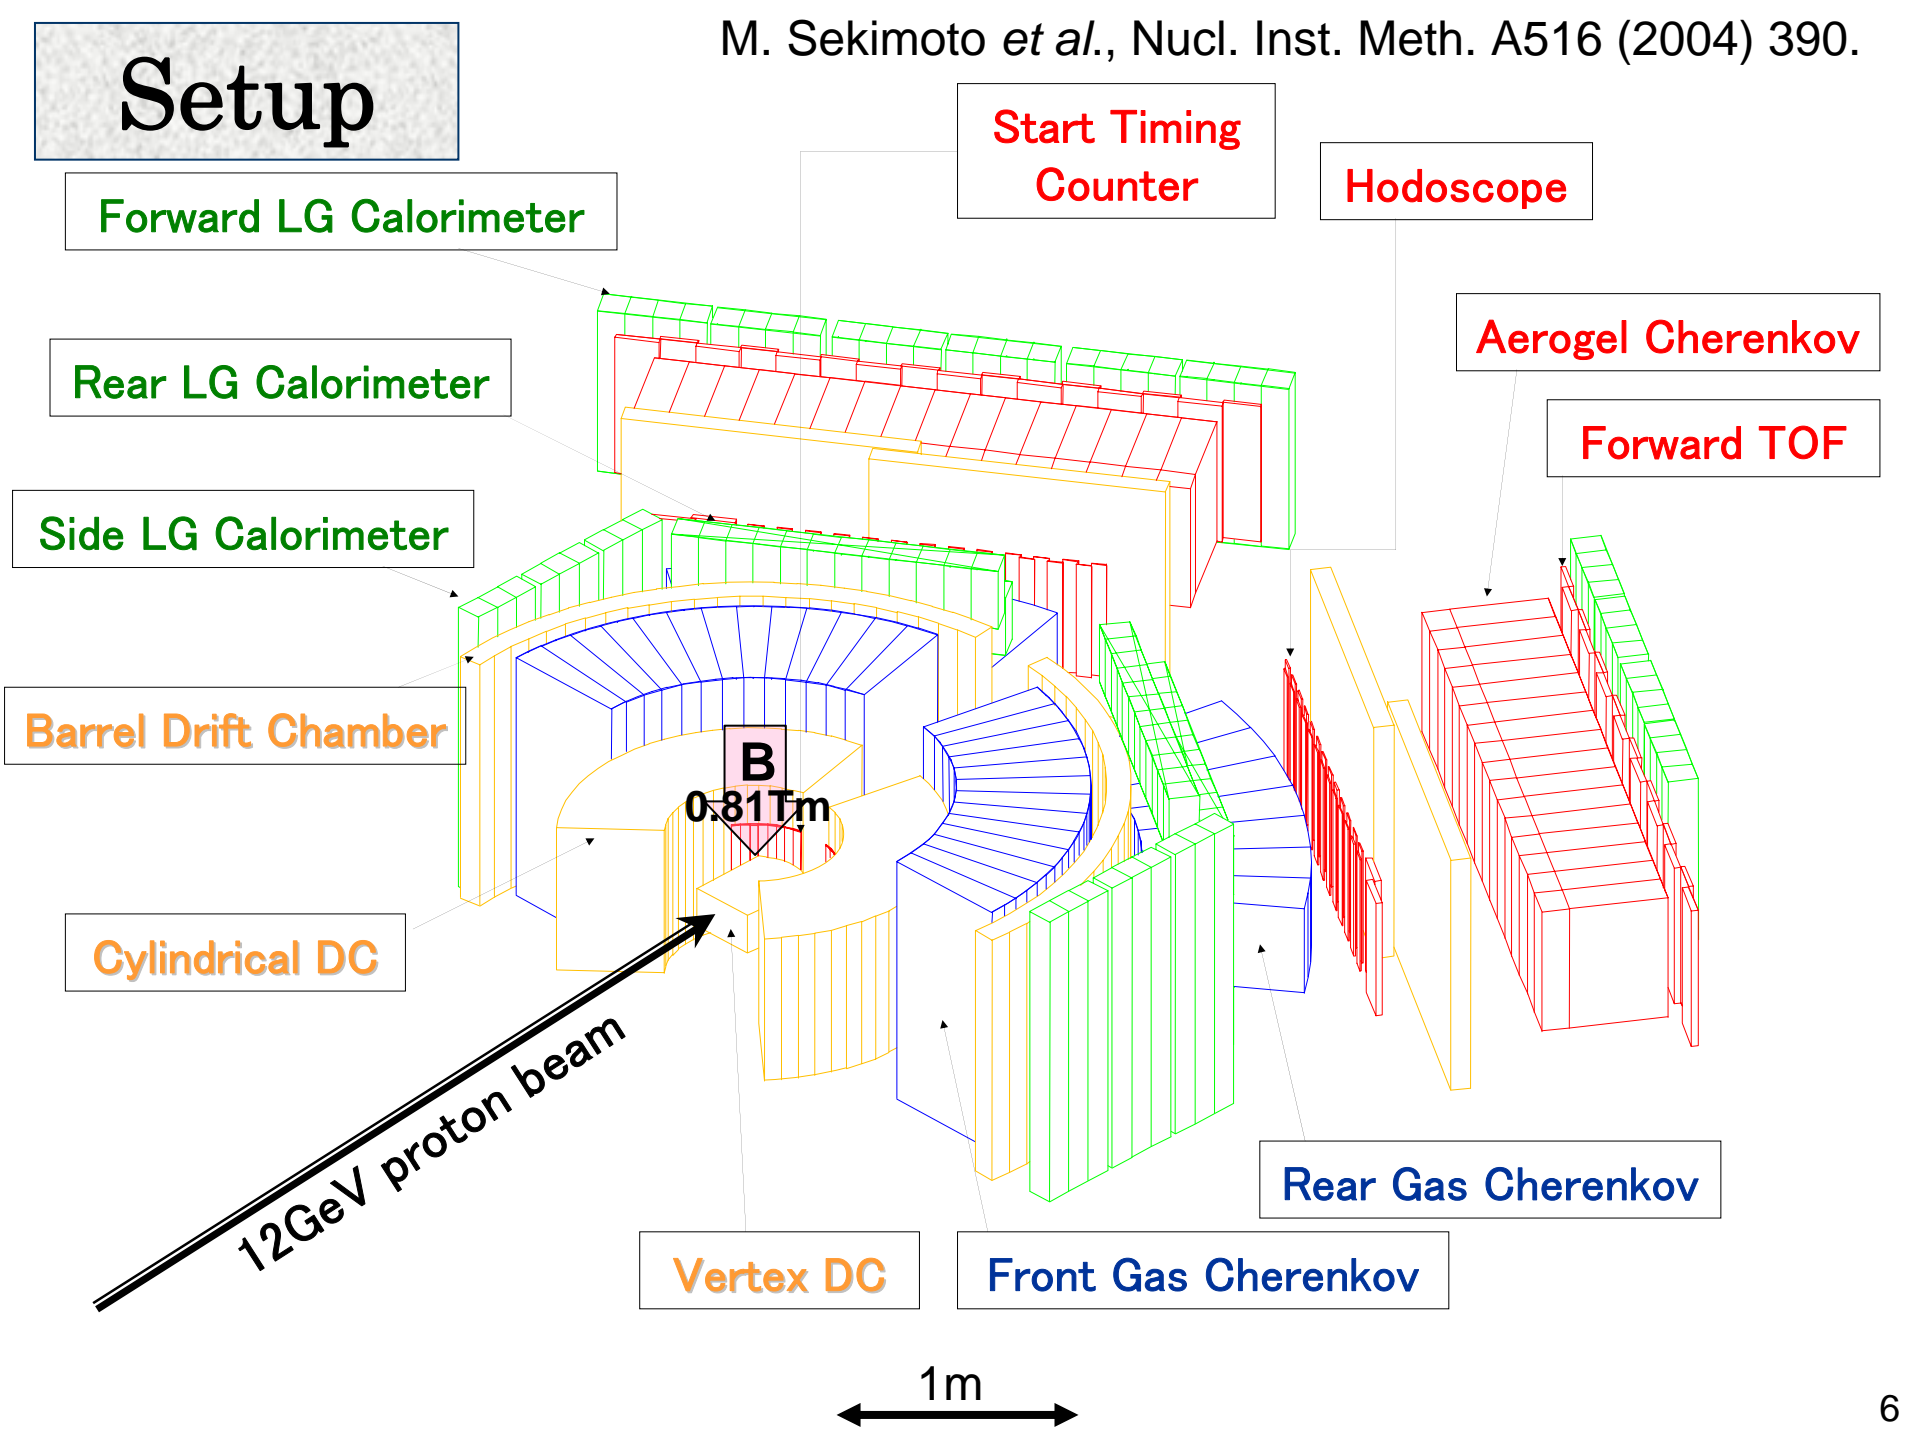 Setup
M. Sekimoto et al., Nucl. Inst. Meth. A516 (2004) 390.
Start Timing
Counter
Hodoscope
Forward LG Calorimeter
Aerogel Cherenkov
Rear LG Calorimeter
Forward TOF
Side LG Calorimeter
Barrel Drift Chamber
B
0.81Tm
Cylindrical DC
12GeV proton beam
Rear Gas Cherenkov
Vertex DC
Front Gas Cherenkov
1m
6